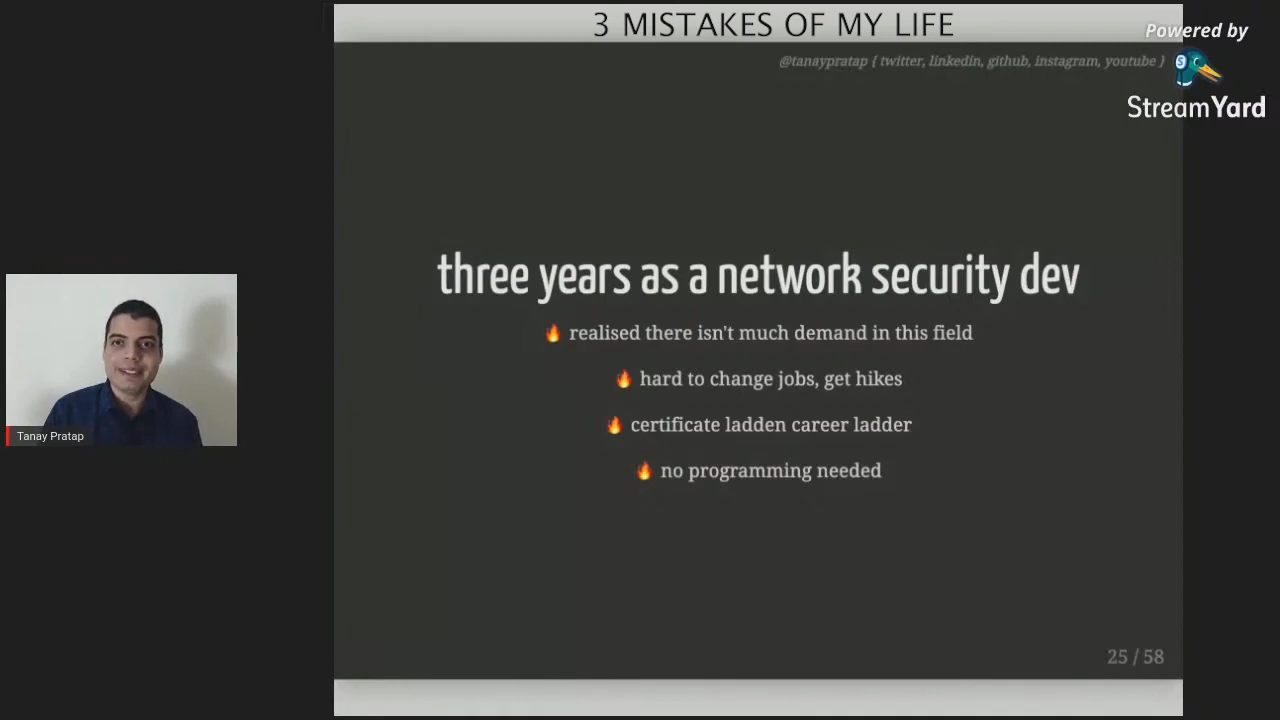 3 MISTAKES OF MY LIFE
Powered by
@tanaypratap { twitter, linkedin, github, instagram, youtube }
StreamYard
three years as a network security dev
🔥 realised there isn't much demand in this field
🔥 hard to change jobs, get hikes
🔥 certificate ladden career ladder
🔥 no programming needed
Tanay Pratap
25 / 58